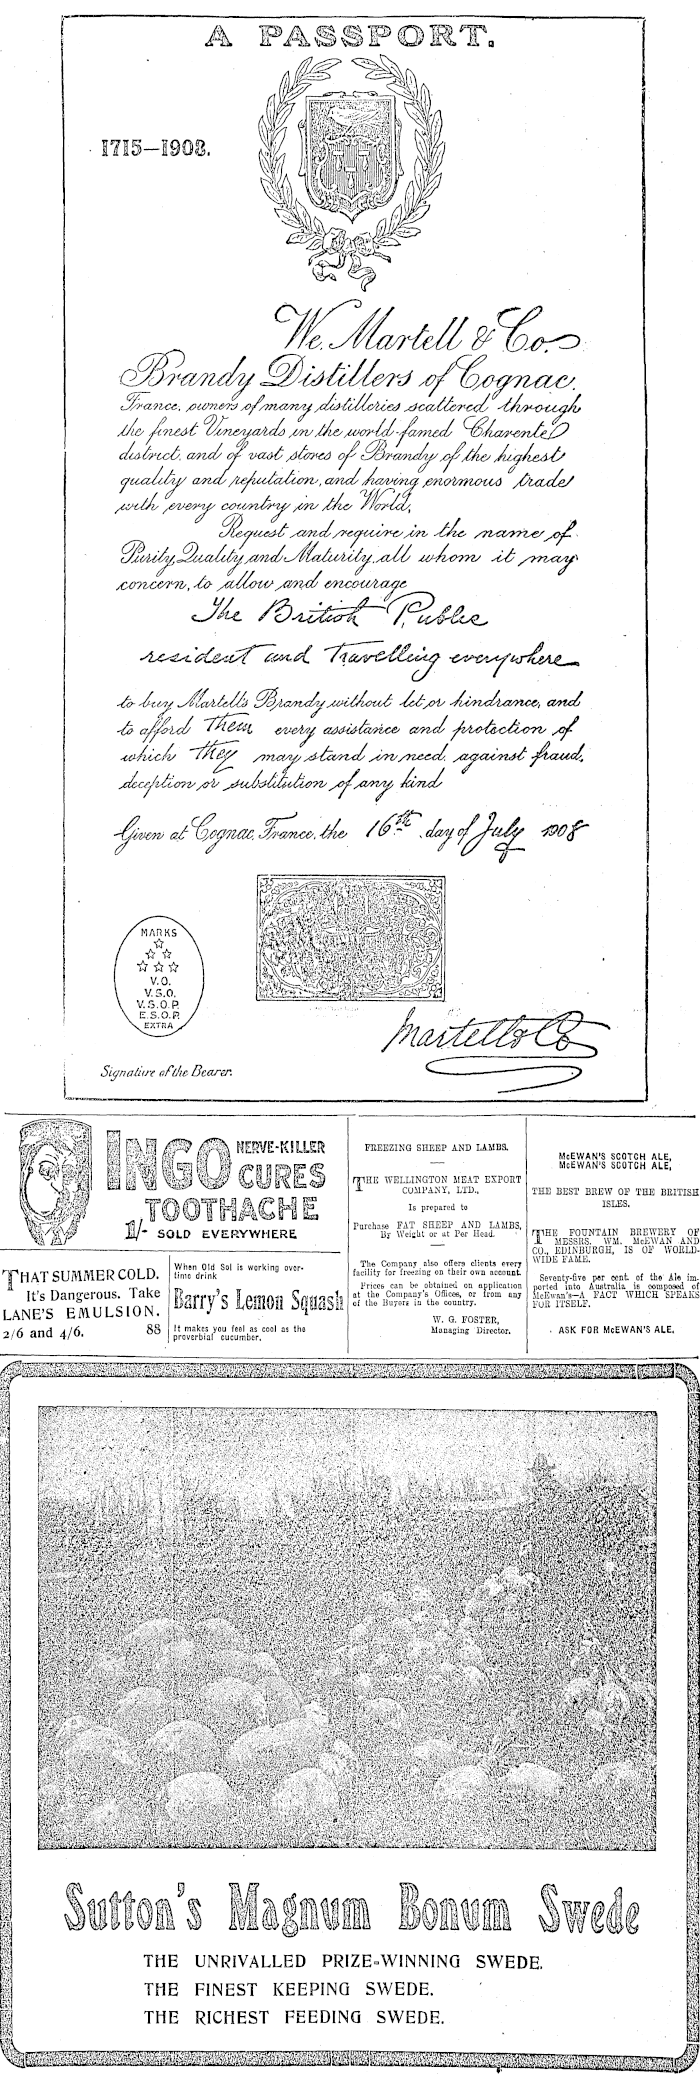 A PASSPORT.
1715—1908.
We, Martell & Co.
Brandy Distillers of Cognac,
France, owners of many distilleries scattered through
the finest Vineyards in the world-famed Charente
district, and of vast stores of Brandy of the highest
quality and reputation, and having enormous trade
with every country in the World,
Request and require in the name of
Purity, Quality, and Maturity, all whom it may
concern, to allow and encourage
The British Public
resident and Travelling everywhere
to buy Martell's Brandy without let or hindrance, and
to afford Them every assistance and protection of
which They may stand in need, against fraud,
deception or substitution of any kind
Given at Cognac, France, the 16th day of July 1908
MARKS
V.O.
V.S.O.
V.S.O.P.
E.S.O.P.
EXTRA
Martell & Co
Signature of the Bearer.
INGO NERVE-KILLER
CURES
TOOTHACHE
1/- SOLD EVERYWHERE
THAT SUMMER COLD.
It's Dangerous. Take
LANE'S EMULSION.
2/6 and 4/6. 88
When Old Sol is working over-
time drink
Barry's Lemon Squash
It makes you feel as cool as the
proverbial cucumber.
FREEZING SHEEP AND LAMBS.
THE WELLINGTON MEAT EXPORT
COMPANY, LTD.,
Is prepared to
Purchase FAT SHEEP AND LAMBS,
By Weight or at Per Head.
The Company also offers clients every
facility for freezing on their own account.
Prices can be obtained on application
at the Company's Offices, or from any
of the Buyers in the country.
W. G. FOSTER,
Managing Director.
McEWAN'S SCOTCH ALE,
McEWAN'S SCOTCH ALE,
THE BEST BREW OF THE BRITISH
ISLES.
THE FOUNTAIN BREWERY OF
MESSRS. WM. McEWAN AND
CO., EDINBURGH, IS OF WORLD-
WIDE FAME.
Seventy-five per cent. of the Ale im-
ported into Australia is composed of
McEwan's—A FACT WHICH SPEAKS
FOR ITSELF.
ASK FOR McEWAN'S ALE.
Sutton's Magnum Bonum Swede
THE UNRIVALLED PRIZE-WINNING SWEDE.
THE FINEST KEEPING SWEDE.
THE RICHEST FEEDING SWEDE.